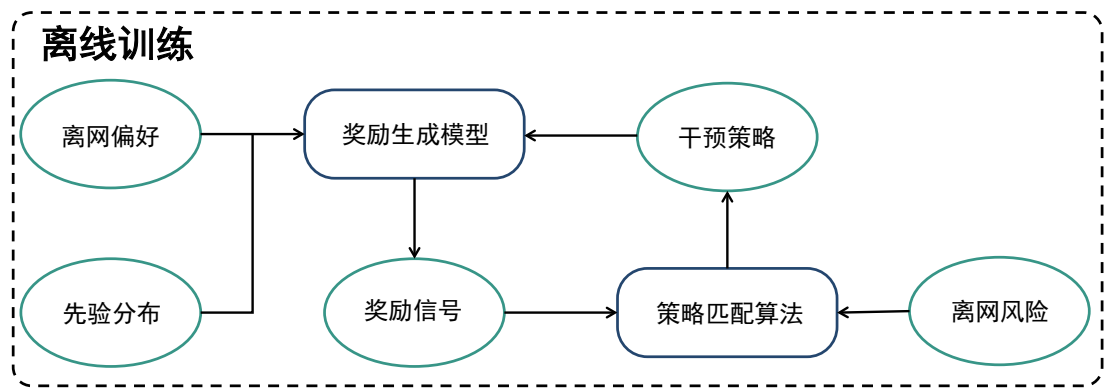 离线训练
离网偏好
奖励生成模型
干预策略
先验分布
奖励信号
策略匹配算法
离网风险